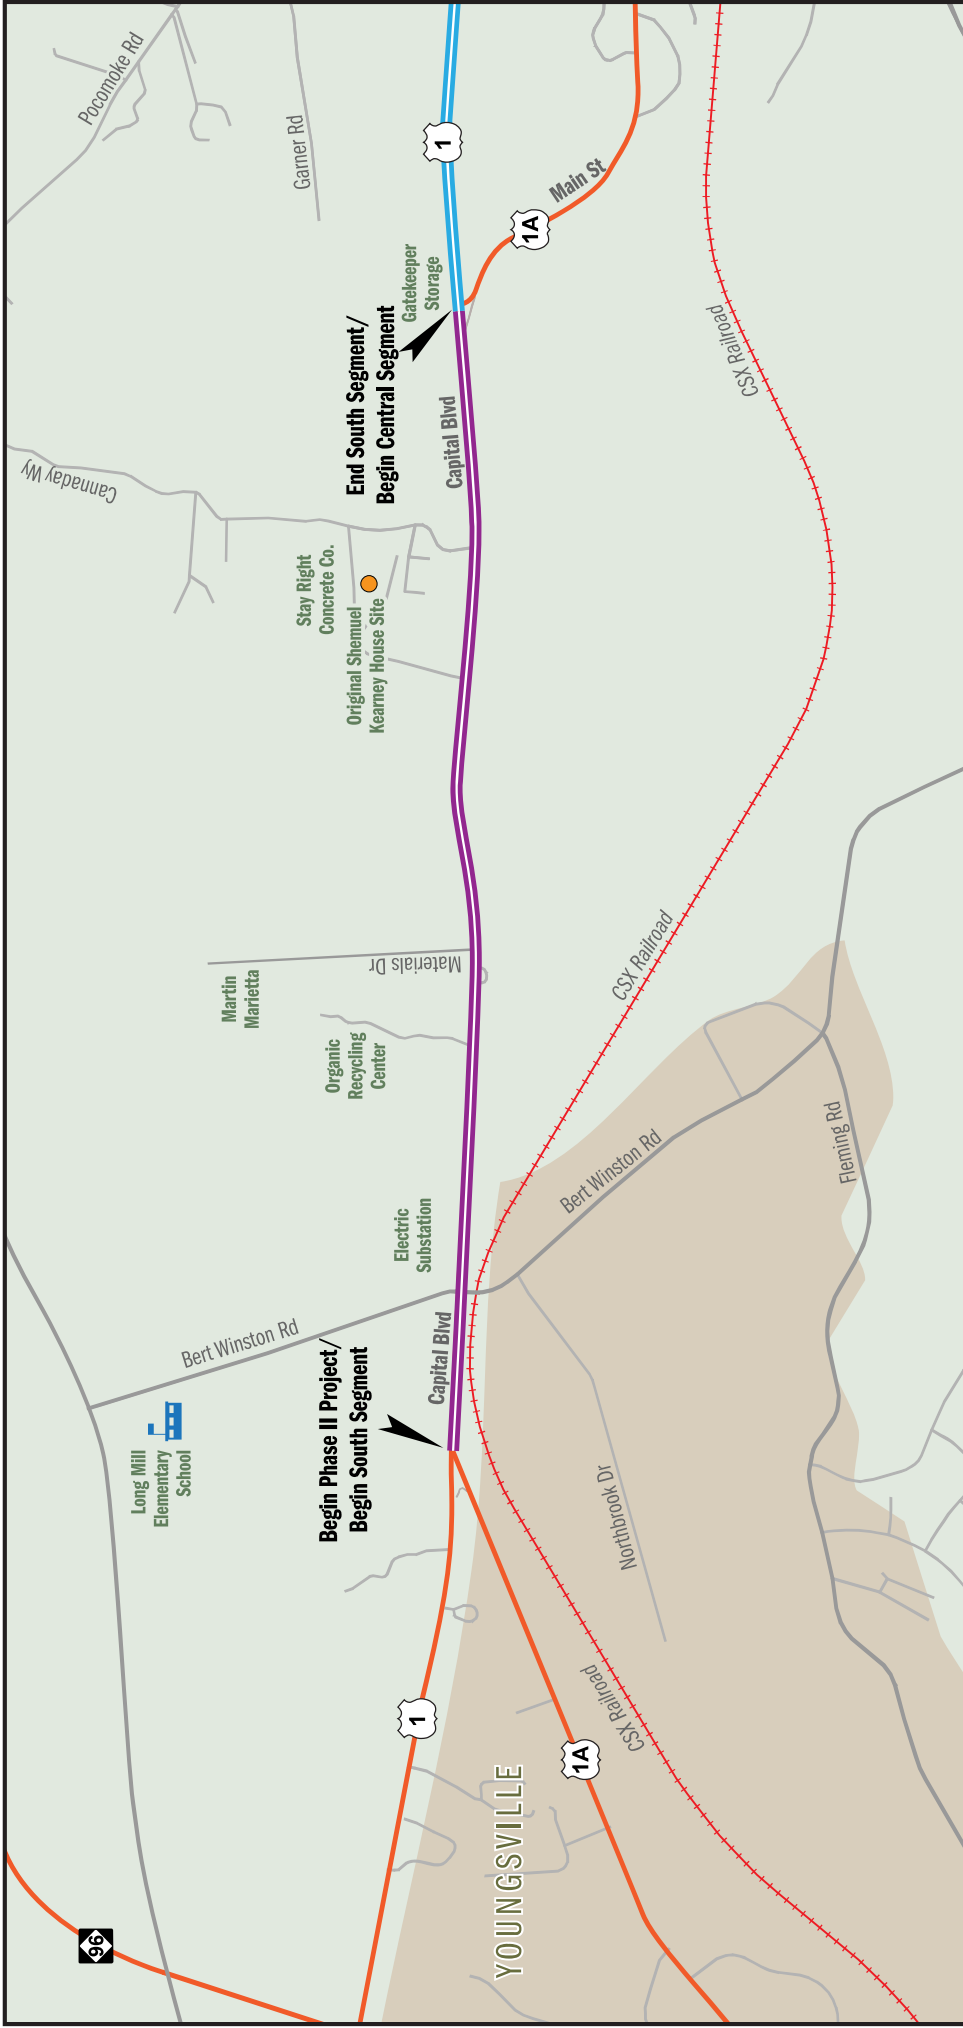 Pocomoke Rd
Garner Rd
1
1A
Main St
Gatekeeper
Storage
End South Segment/
Begin Central Segment
CSX Railroad
Capital Blvd
Cannaday Wy
Stay Right
Concrete Co.
Original Shemuel
Kearney House Site
Materials Dr
Martin
Marietta
Organic
Recycling
Center
CSX Railroad
Bert Winston Rd
Fleming Rd
Electric
Substation
Bert Winston Rd
Capital Blvd
Begin Phase II Project/
Begin South Segment
Long Mill
Elementary
School
Northbrook Dr
CSX Railroad
1
1A
YOUNGSVILLE
96